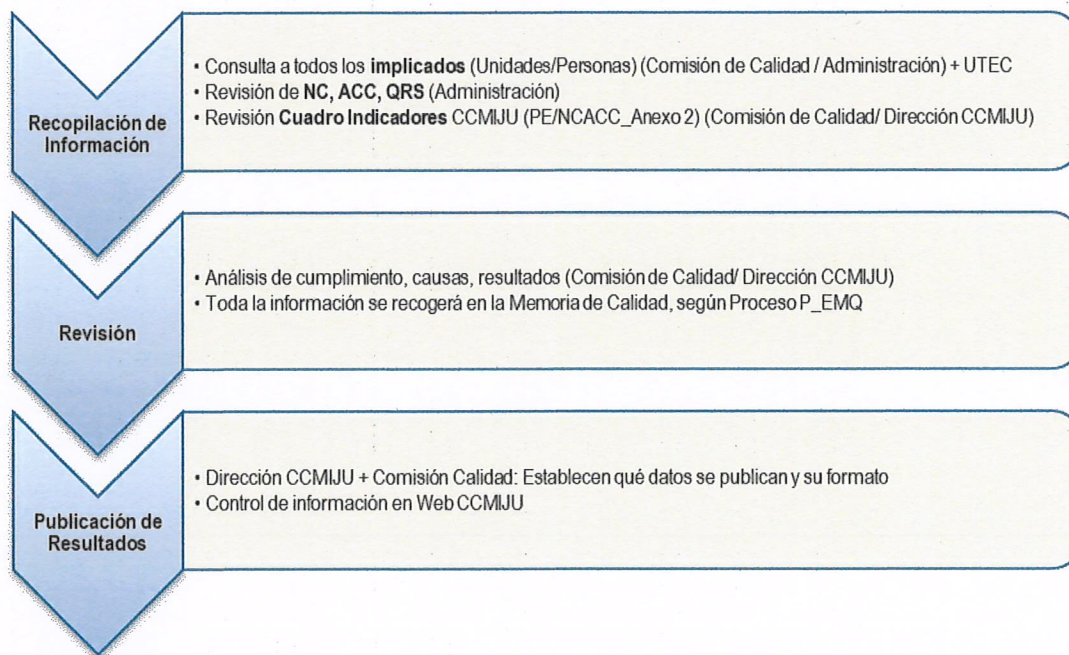 Recopilación de
Información
• Consulta a todos los implicados (Unidades/Personas) (Comisión de Calidad / Administración) + UTEC
• Revisión de NC, ACC, QRS (Administración)
• Revisión Cuadro Indicadores CCMIJU (PE/NCACC_Anexo 2) (Comisión de Calidad/ Dirección CCMIJU)
Revisión
• Análisis de cumplimiento, causas, resultados (Comisión de Calidad/ Dirección CCMIJU)
• Toda la información se recogerá en la Memoria de Calidad, según Proceso P_EMQ
Publicación de
Resultados
• Dirección CCMIJU + Comisión Calidad: Establecen qué datos se publican y su formato
• Control de información en Web CCMIJU